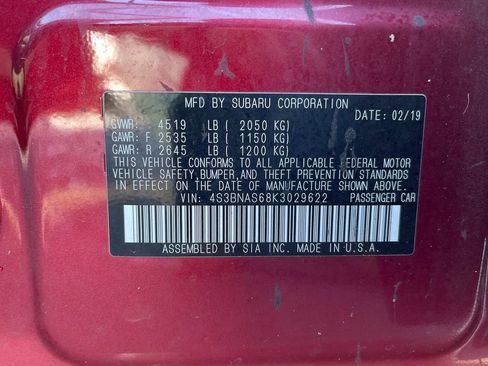 MFD BY SUBARU CORPORATION
DATE: 02/19
GVWR: 4519 LB ( 2050 KG)
GAWR: F 2535 LB ( 1150 KG)
GAWR: R 2645 LB ( 1200 KG)
THIS VEHICLE CONFORMS TO ALL APPLICABLE FEDERAL MOTOR
VEHICLE SAFETY,BUMPER,AND THEFT PREVENTION STANDARDS IN
EFFECT ON THE DATE OF MANUFACTURE SHOWN ABOVE.
VIN: 4S3BNAS68K3029622 PASSENGER CAR
ASSEMBLED BY SIA INC. MADE IN U.S.A.